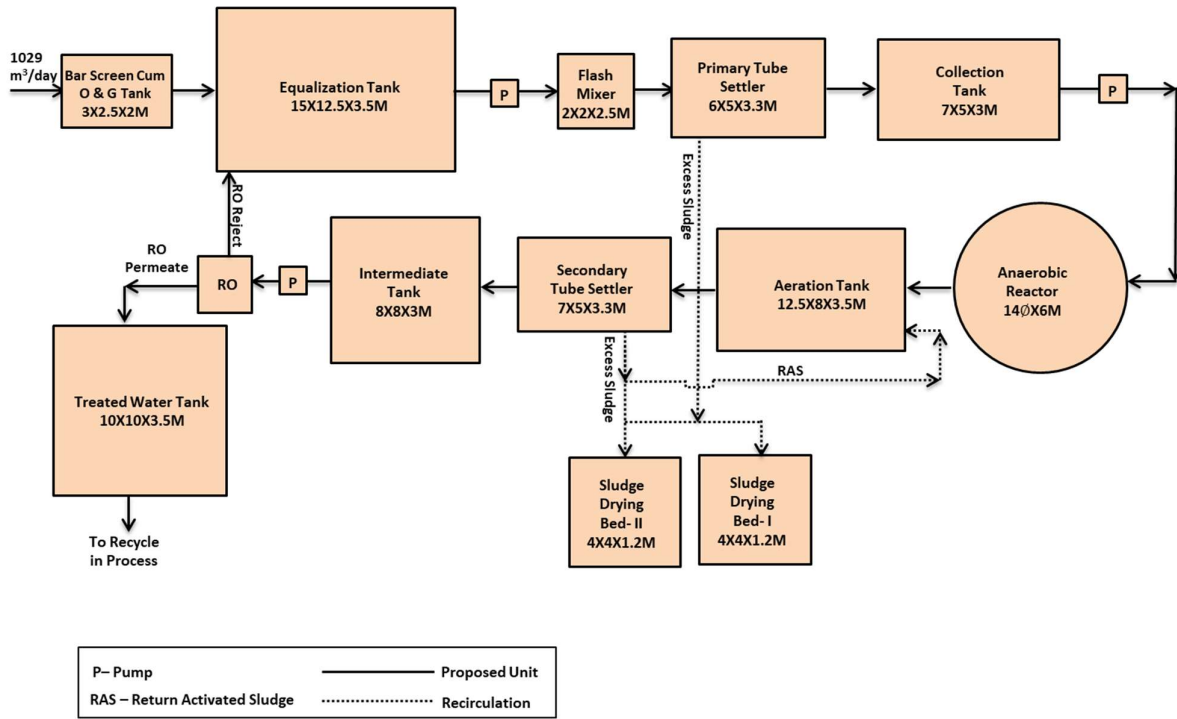 1029
m³/day
Bar Screen Cum
O & G Tank
3X2.5X2M
Equalization Tank
15X12.5X3.5M
P
Flash
Mixer
2X2X2.5M
Primary Tube
Settler
6X5X3.3M
Collection
Tank
7X5X3M
P
Excess Sludge
RO Reject
RO
Permeate
RO
P
Intermediate
Tank
8X8X3M
Secondary
Tube Settler
7X5X3.3M
Aeration Tank
12.5X8X3.5M
Anaerobic
Reactor
14∅X6M
Excess Sludge
RAS
Treated Water Tank
10X10X3.5M
Sludge
Drying
Bed- II
4X4X1.2M
Sludge
Drying
Bed- I
4X4X1.2M
To Recycle
in Process
P– Pump
Proposed Unit
RAS – Return Activated Sludge
Recirculation